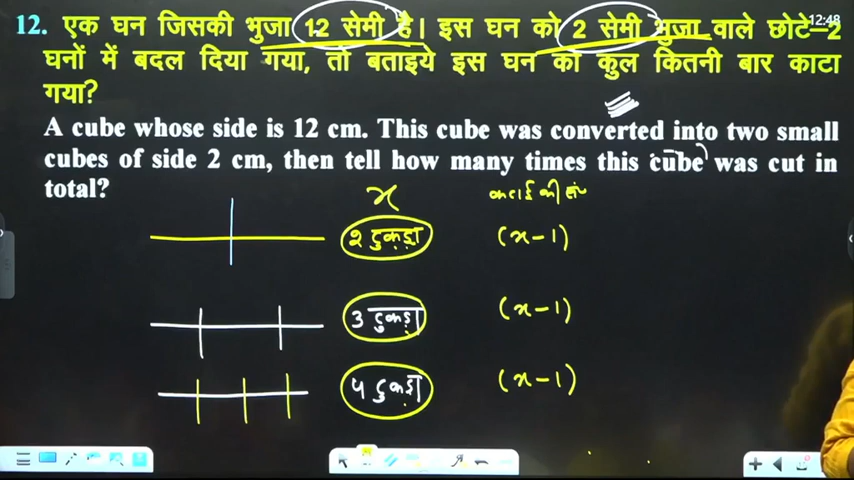 12. एक घन जिसकी भुजा 12 सेमी है। इस घन को 2 सेमी भुजा वाले छोटे-2
12:48
घनों में बदल दिया गया, तो बताइये इस घन को कुल कितनी बार काटा
गया?
A cube whose side is 12 cm. This cube was converted into two small
cubes of side 2 cm, then tell how many times this cube was cut in
total?
x कटाई की सं
2 टुकड़ा (x-1)
3 टुकड़ा (x-1)
4 टुकड़ा (x-1)